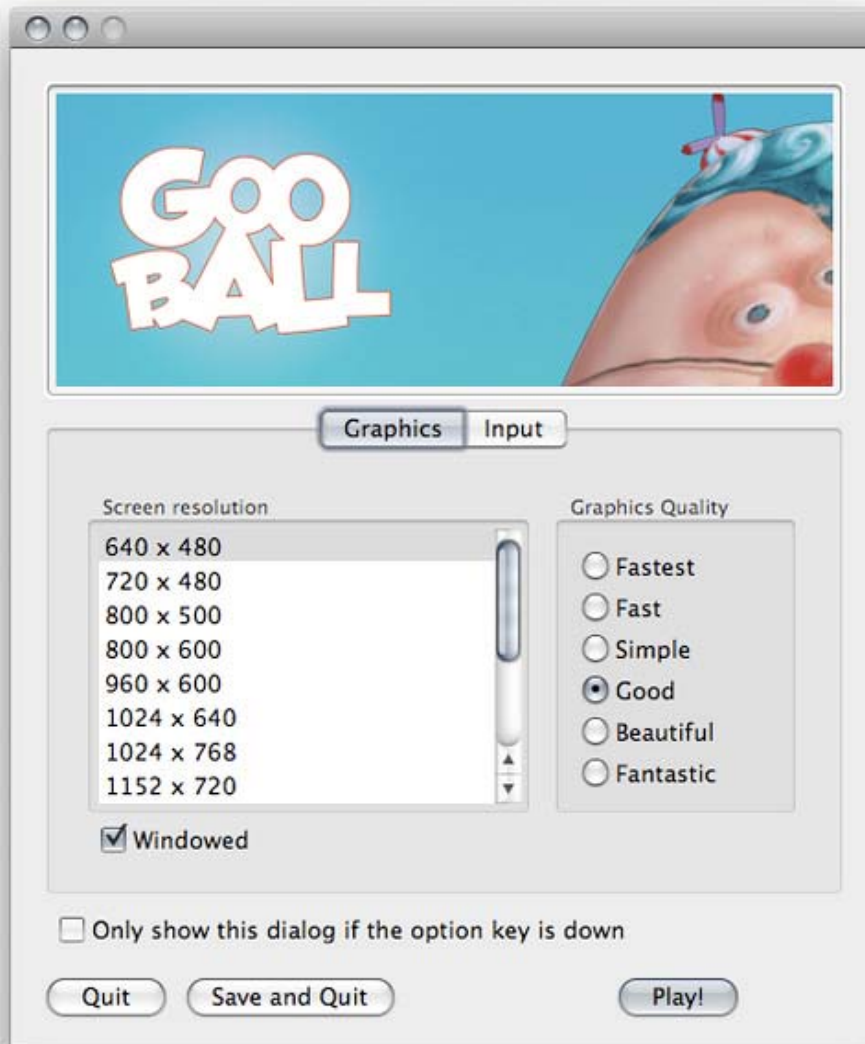 GOO
BALL
Graphics Input
Screen resolution
640 x 480
720 x 480
800 x 500
800 x 600
960 x 600
1024 x 640
1024 x 768
1152 x 720
Windowed
Graphics Quality
Fastest
Fast
Simple
Good
Beautiful
Fantastic
Only show this dialog if the option key is down
Quit Save and Quit Play!